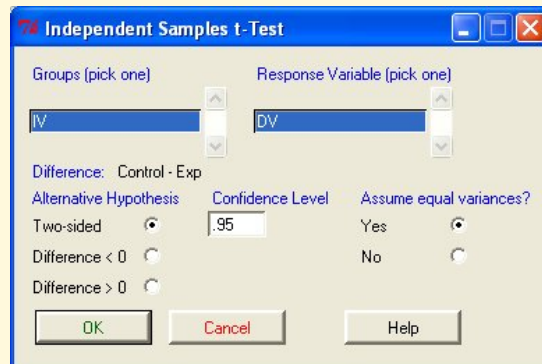 Independent Samples t-Test
Groups (pick one) Response Variable (pick one)
IV DV
Difference: Control - Exp
Alternative Hypothesis Confidence Level Assume equal variances?
Two-sided .95 Yes
Difference < 0 No
Difference > 0
OK Cancel Help